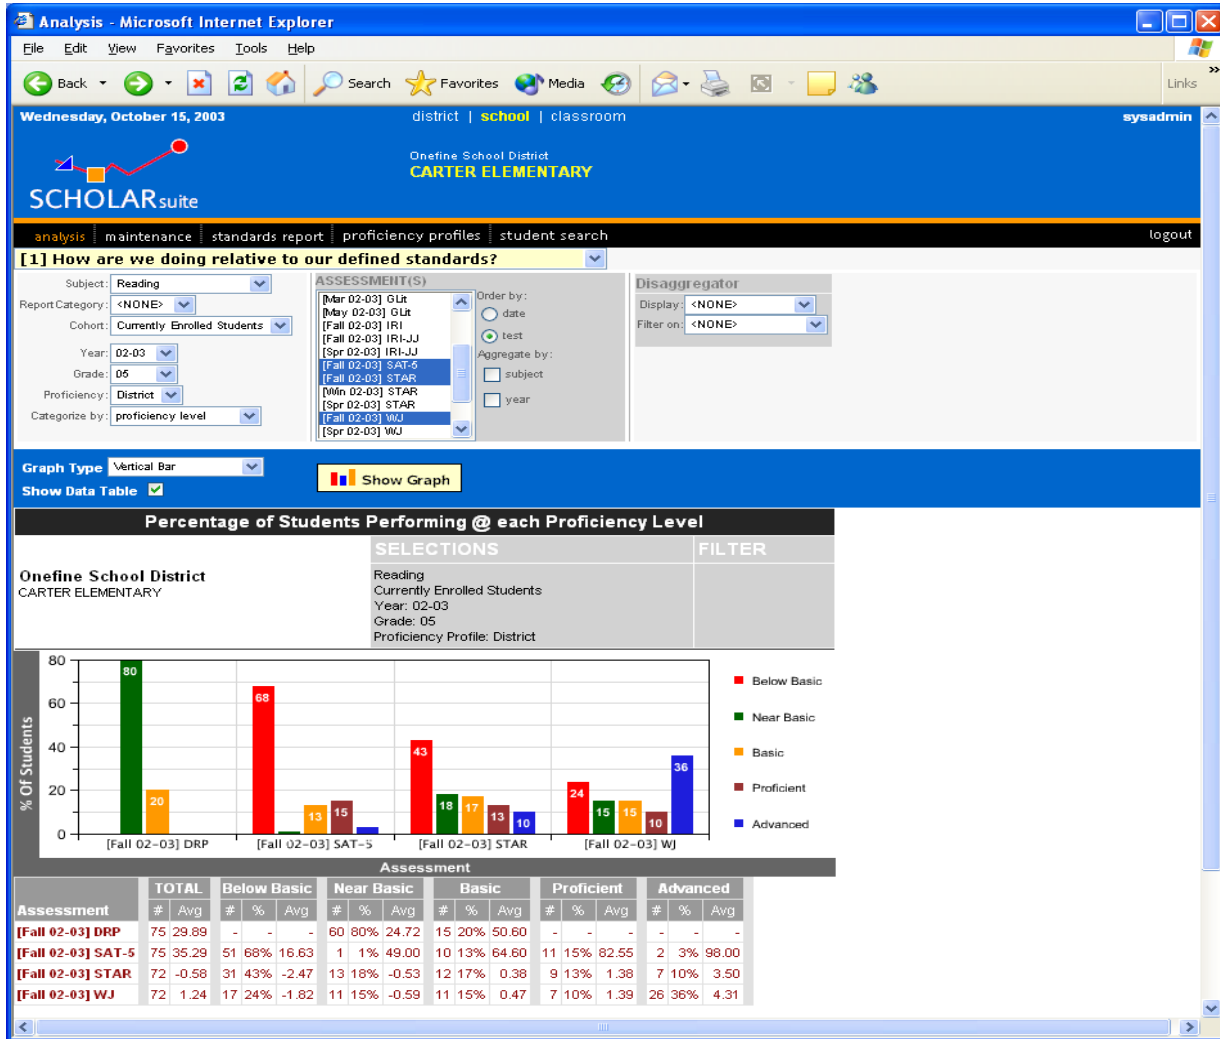 Analysis - Microsoft Internet Explorer
File Edit View Favorites Tools Help
Back Search Favorites Media Links »
Wednesday, October 15, 2003 district | school | classroom sysadmin
Onefine School District
CARTER ELEMENTARY
SCHOLARsuite
analysis maintenance standards report proficiency profiles student search logout
[1] How are we doing relative to our defined standards?
Subject: Reading
Report Category: <NONE>
Cohort: Currently Enrolled Students
Year: 02-03
Grade: 05
Proficiency: District
Categorize by: proficiency level
ASSESSMENT(S)
[Mar 02-03] GLit
[May 02-03] GLit
[Fall 02-03] IRI
[Fall 02-03] IRI-JJ
[Spr 02-03] IRI-JJ
[Fall 02-03] SAT-5
[Fall 02-03] STAR
[Win 02-03] STAR
[Spr 02-03] STAR
[Fall 02-03] WJ
[Spr 02-03] WJ
Order by:
date
test
Aggregate by:
subject
year
Disaggregator
Display: <NONE>
Filter on: <NONE>
Graph Type Vertical Bar
Show Data Table
Show Graph
Percentage of Students Performing @ each Proficiency Level
SELECTIONS FILTER
Onefine School District
CARTER ELEMENTARY
Reading
Currently Enrolled Students
Year: 02-03
Grade: 05
Proficiency Profile: District
% Of Students
80
60
40
20
0
80 20
68 13 15
43 18 17 13 10
24 15 15 10 36
[Fall 02-03] DRP [Fall 02-03] SAT-5 [Fall 02-03] STAR [Fall 02-03] WJ
Below Basic
Near Basic
Basic
Proficient
Advanced
Assessment
TOTAL Below Basic Near Basic Basic Proficient Advanced
Assessment # Avg # % Avg # % Avg # % Avg # % Avg # % Avg
[Fall 02-03] DRP 75 29.89 - - - 60 80% 24.72 15 20% 50.60 - - - - - -
[Fall 02-03] SAT-5 75 35.29 51 68% 16.63 1 1% 49.00 10 13% 64.60 11 15% 82.55 2 3% 98.00
[Fall 02-03] STAR 72 -0.58 31 43% -2.47 13 18% -0.53 12 17% 0.38 9 13% 1.38 7 10% 3.50
[Fall 02-03] WJ 72 1.24 17 24% -1.82 11 15% -0.59 11 15% 0.47 7 10% 1.39 26 36% 4.31